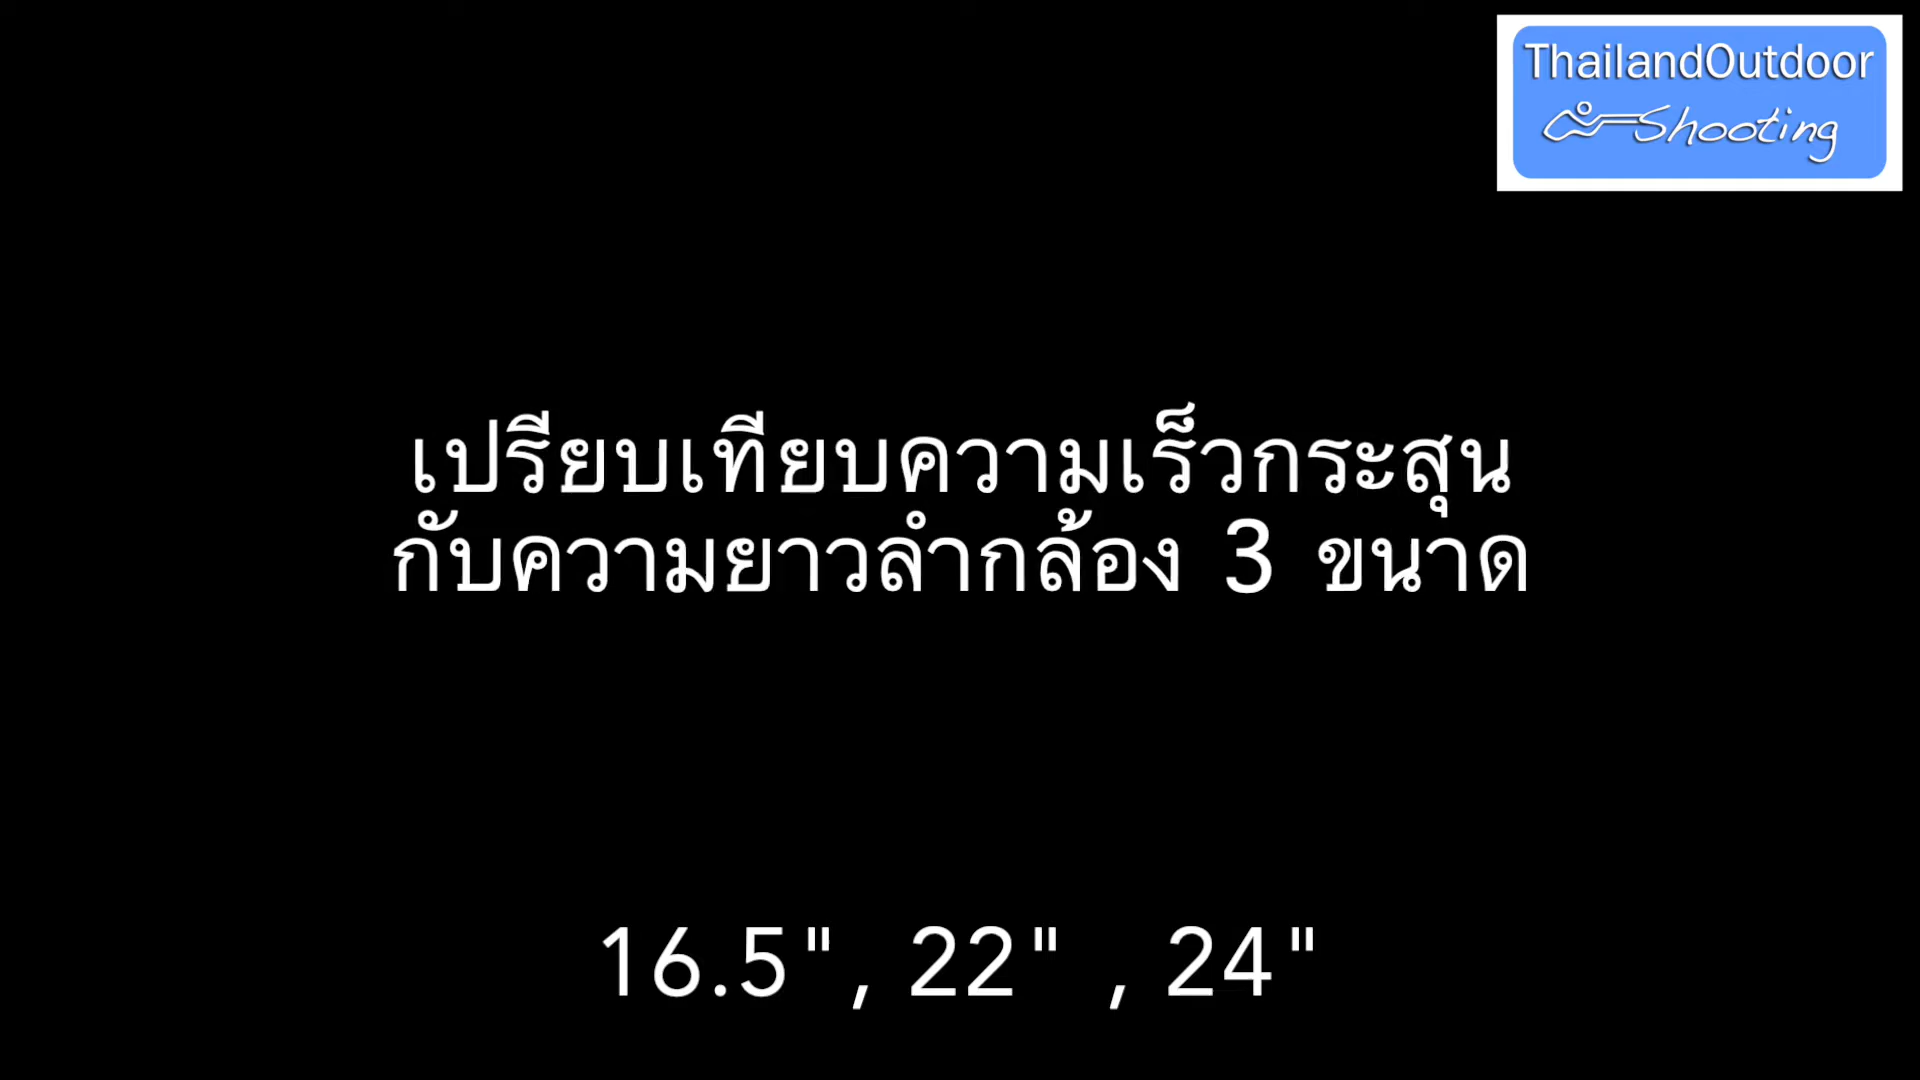 ThailandOutdoor
Shooting
เปรียบเทียบความเร็วกระสุน
กับความยาวลำกล้อง 3 ขนาด
16.5", 22" , 24"